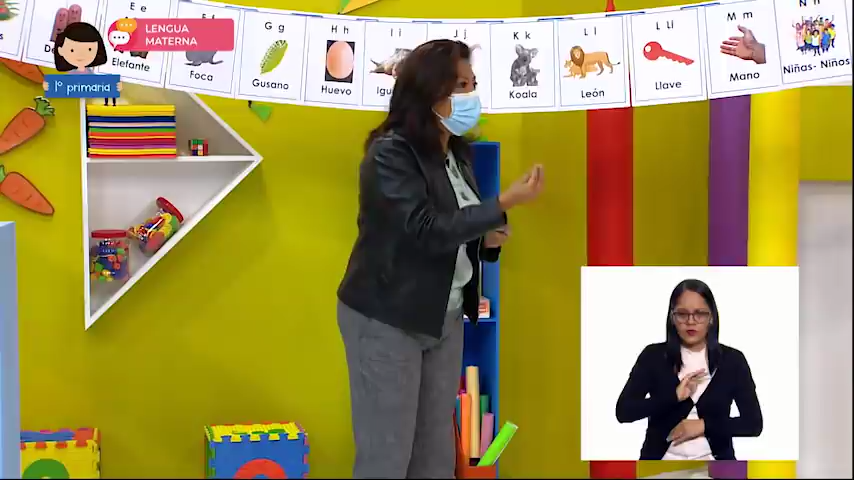 E e
F f
G g
H h
I i
J j
K k
L l
Ll ll
M m
N n
LENGUA
MATERNA
1° primaria
Elefante
Foca
Gusano
Huevo
Koala
León
Llave
Mano
Niñas- Niños